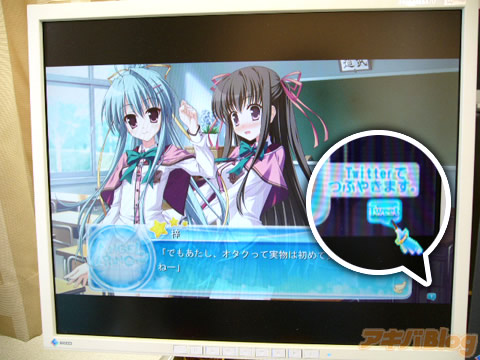 Twitterで
つぶやきます。
Tweet
梓
「でもあたし、オタクって実物は初めて
ねー」
EIZO
アキバBlog